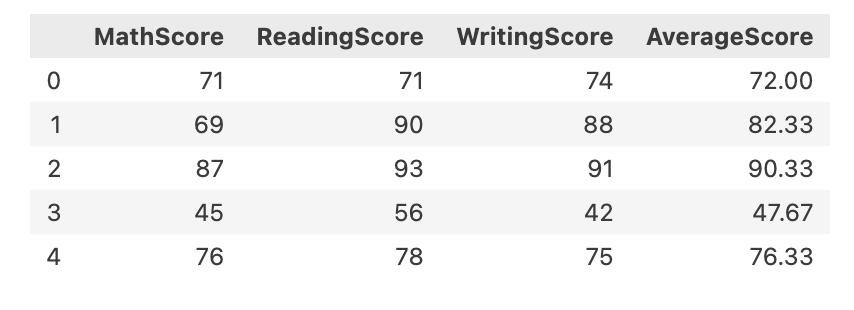 MathScore ReadingScore WritingScore AverageScore
0 71 71 74 72.00
1 69 90 88 82.33
2 87 93 91 90.33
3 45 56 42 47.67
4 76 78 75 76.33